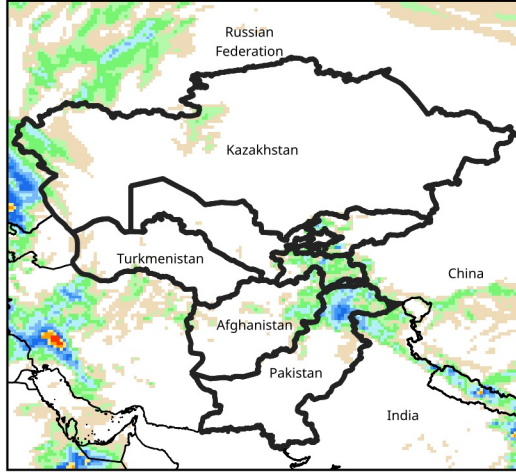 Russian
Federation
Kazakhstan
Turkmenistan
China
Afghanistan
Pakistan
India